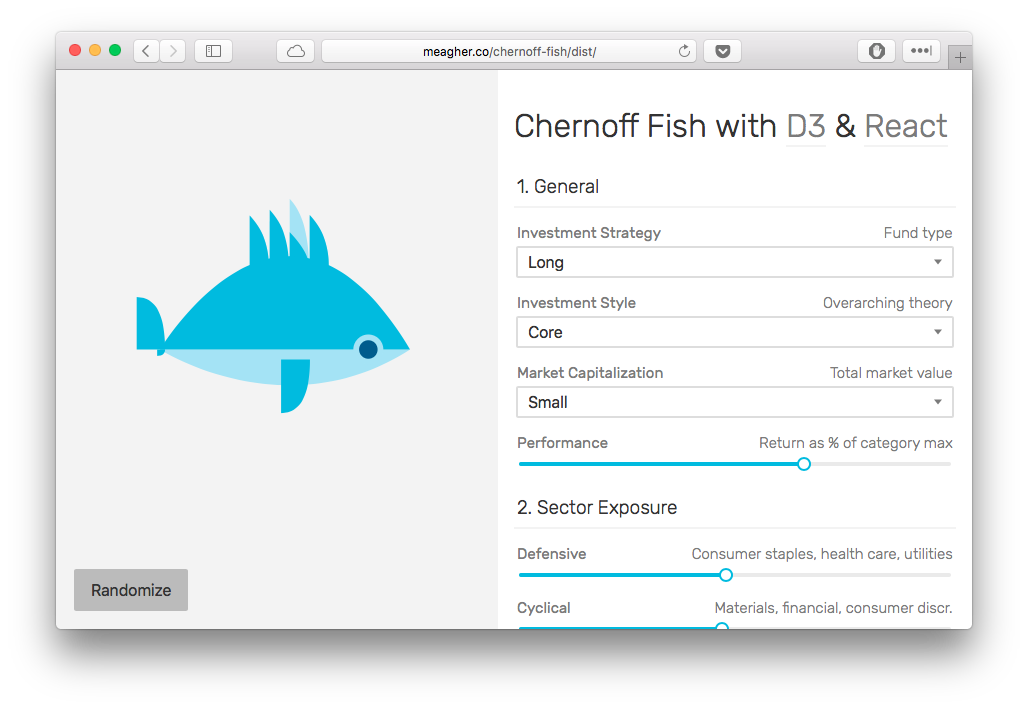 meagher.co/chernoff-fish/dist/
Chernoff Fish with D3 & React
1. General
Investment Strategy Fund type
Long
Investment Style Overarching theory
Core
Market Capitalization Total market value
Small
Performance Return as % of category max
2. Sector Exposure
Defensive Consumer staples, health care, utilities
Cyclical Materials, financial, consumer discr.
Randomize